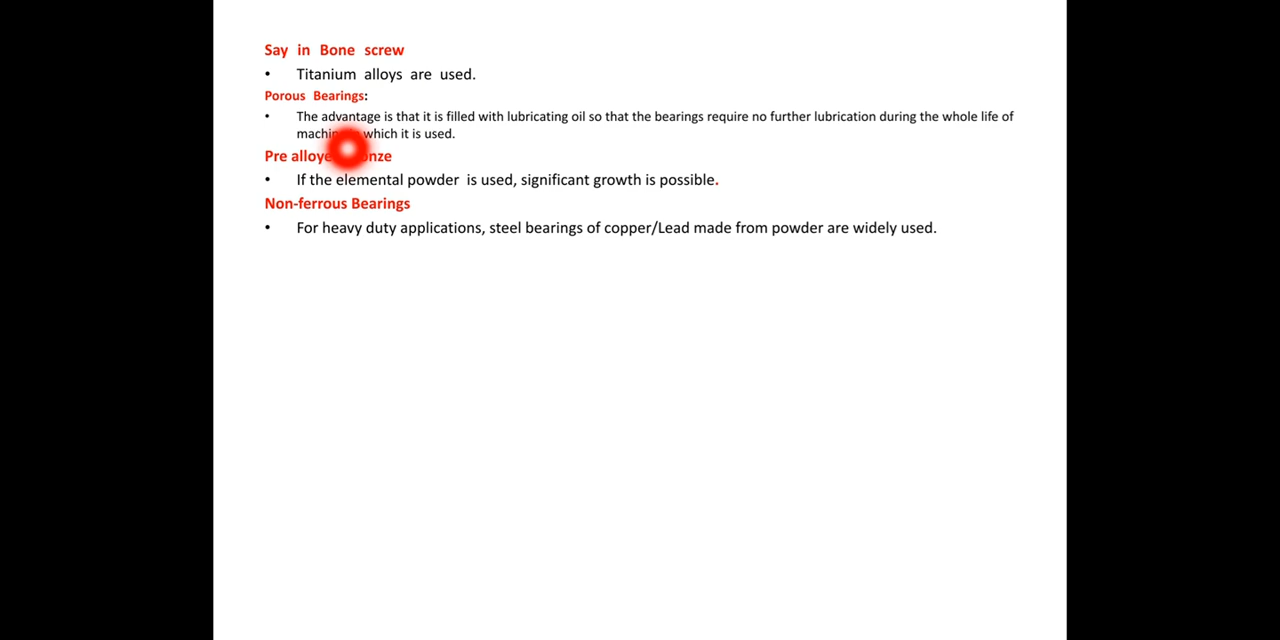 Say in Bone screw
• Titanium alloys are used.
Porous Bearings:
• The advantage is that it is filled with lubricating oil so that the bearings require no further lubrication during the whole life of
which it is used.
Pre
• If the elemental powder is used, significant growth is possible.
Non-ferrous Bearings
• For heavy duty applications, steel bearings of copper/Lead made from powder are widely used.